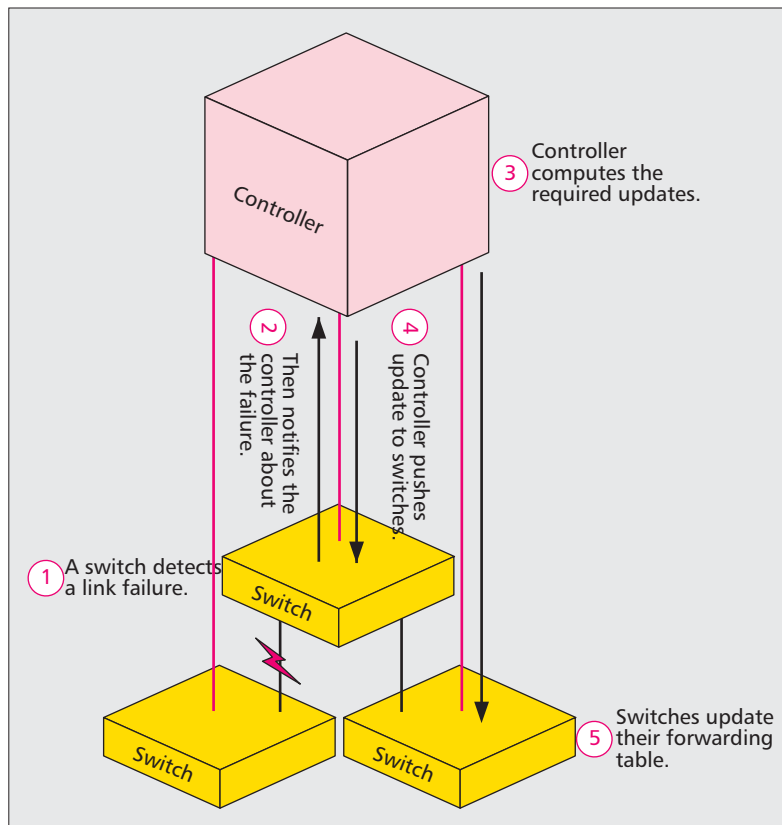 Controller
3
Controller
computes the
required updates.
2
Then notifies the
controller about
the failure.
4
Controller pushes
update to switches.
1
A switch detects
a link failure.
Switch
Switch
Switch
5
Switches update
their forwarding
table.